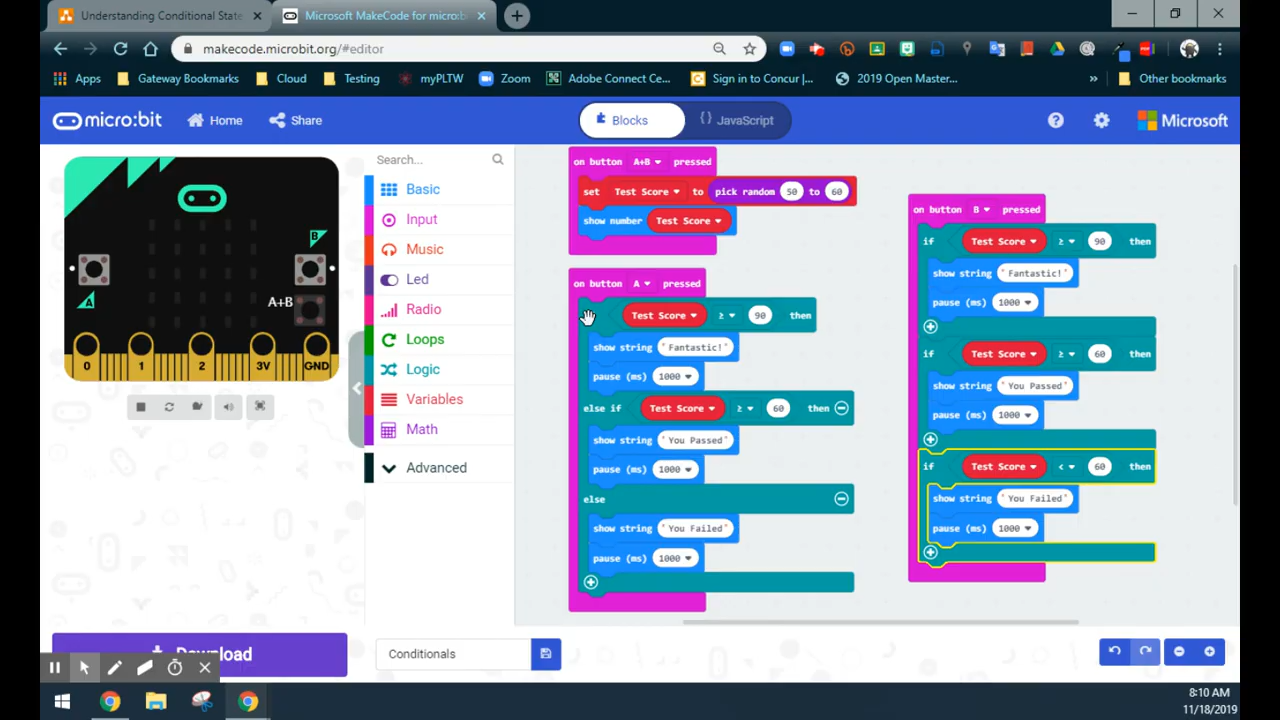 Understanding Conditional State
Microsoft MakeCode for micro:b
makecode.microbit.org/#editor
Apps
Gateway Bookmarks
Cloud
Testing
myPLTW
Zoom
Adobe Connect Ce...
Sign in to Concur |...
2019 Open Master...
»
Other bookmarks
micro:bit
Home
Share
Blocks
{} JavaScript
Microsoft
B
A
A+B
0 1 2 3V GND
Search...
Basic
Input
Music
Led
Radio
Loops
Logic
Variables
Math
Advanced
on button A+B pressed
set Test Score to pick random 50 to 60
show number Test Score
on button A pressed
Test Score ≥ 90 then
show string "Fantastic!"
pause (ms) 1000
else if Test Score ≥ 60 then
show string "You Passed"
pause (ms) 1000
else
show string "You Failed"
pause (ms) 1000
on button B pressed
if Test Score ≥ 90 then
show string "Fantastic!"
pause (ms) 1000
if Test Score ≥ 60 then
show string "You Passed"
pause (ms) 1000
if Test Score < 60 then
show string "You Failed"
pause (ms) 1000
Download
Conditionals
8:10 AM
11/18/2019